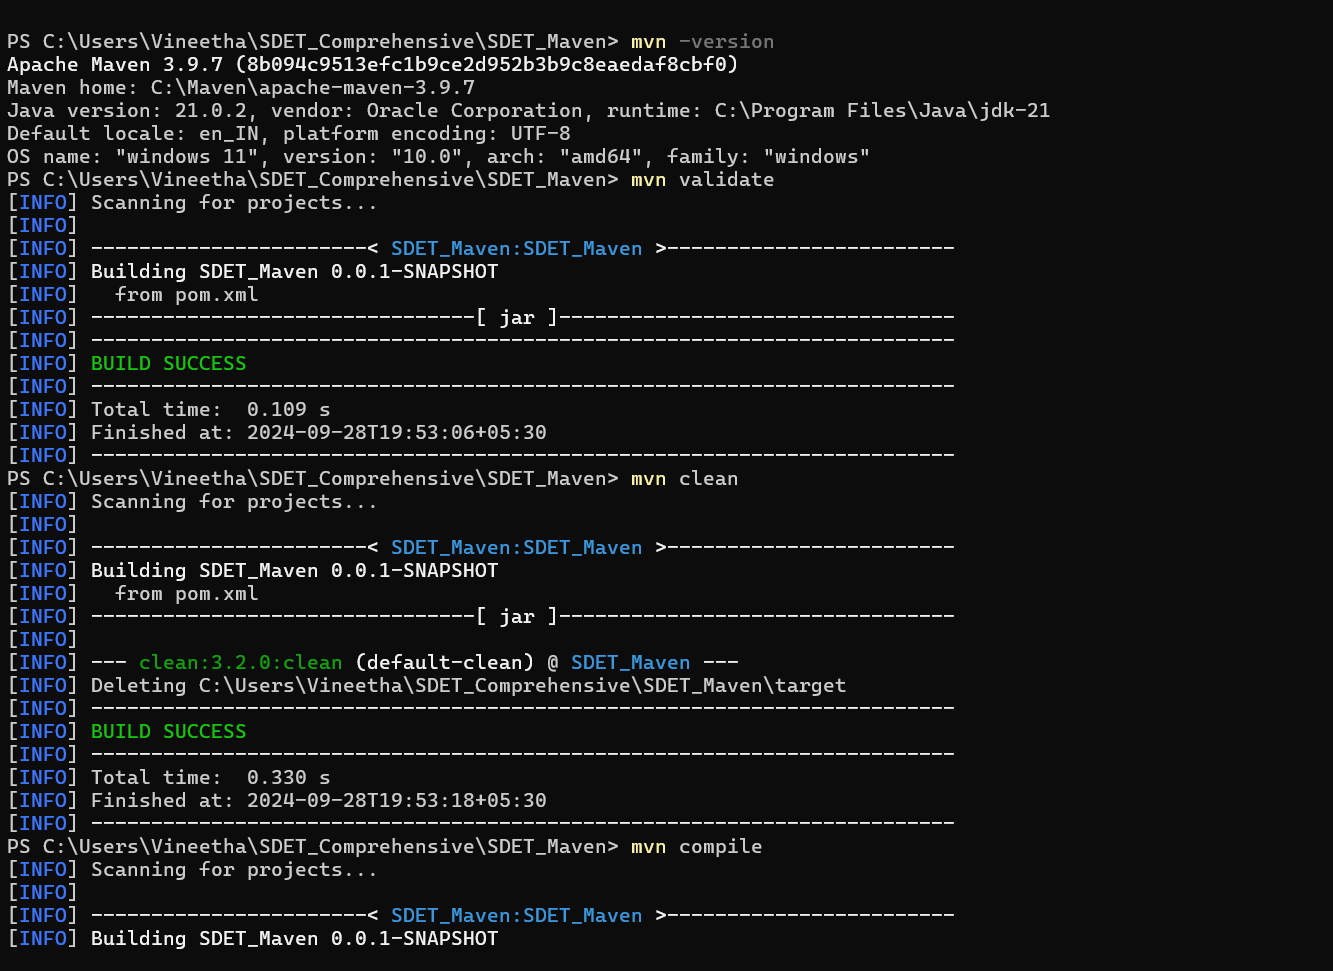 PS C:\Users\Vineetha\SDET_Comprehensive\SDET_Maven> mvn -version
Apache Maven 3.9.7 (8b094c9513efc1b9ce2d952b3b9c8eaedaf8cbf0)
Maven home: C:\Maven\apache-maven-3.9.7
Java version: 21.0.2, vendor: Oracle Corporation, runtime: C:\Program Files\Java\jdk-21
Default locale: en_IN, platform encoding: UTF-8
OS name: "windows 11", version: "10.0", arch: "amd64", family: "windows"
PS C:\Users\Vineetha\SDET_Comprehensive\SDET_Maven> mvn validate
[INFO] Scanning for projects...
[INFO]
[INFO] -----------------------< SDET_Maven:SDET_Maven >------------------------
[INFO] Building SDET_Maven 0.0.1-SNAPSHOT
[INFO]   from pom.xml
[INFO] --------------------------------[ jar ]---------------------------------
[INFO] ------------------------------------------------------------------------
[INFO] BUILD SUCCESS
[INFO] ------------------------------------------------------------------------
[INFO] Total time:  0.109 s
[INFO] Finished at: 2024-09-28T19:53:06+05:30
[INFO] ------------------------------------------------------------------------
PS C:\Users\Vineetha\SDET_Comprehensive\SDET_Maven> mvn clean
[INFO] Scanning for projects...
[INFO]
[INFO] -----------------------< SDET_Maven:SDET_Maven >------------------------
[INFO] Building SDET_Maven 0.0.1-SNAPSHOT
[INFO]   from pom.xml
[INFO] --------------------------------[ jar ]---------------------------------
[INFO]
[INFO] --- clean:3.2.0:clean (default-clean) @ SDET_Maven ---
[INFO] Deleting C:\Users\Vineetha\SDET_Comprehensive\SDET_Maven\target
[INFO] ------------------------------------------------------------------------
[INFO] BUILD SUCCESS
[INFO] ------------------------------------------------------------------------
[INFO] Total time:  0.330 s
[INFO] Finished at: 2024-09-28T19:53:18+05:30
[INFO] ------------------------------------------------------------------------
PS C:\Users\Vineetha\SDET_Comprehensive\SDET_Maven> mvn compile
[INFO] Scanning for projects...
[INFO]
[INFO] -----------------------< SDET_Maven:SDET_Maven >------------------------
[INFO] Building SDET_Maven 0.0.1-SNAPSHOT